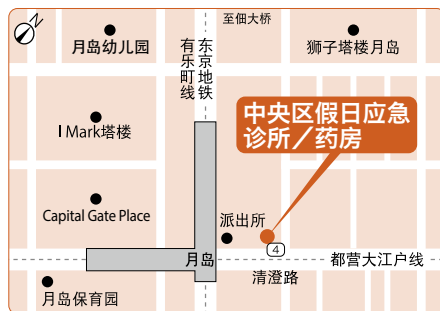 至佃大桥
月岛幼儿园
有乐町线
东京地铁
狮子塔楼月岛
中央区假日应急
诊所／药房
I Mark塔楼
Capital Gate Place
派出所
4
月岛
都营大江户线
清澄路
月岛保育园